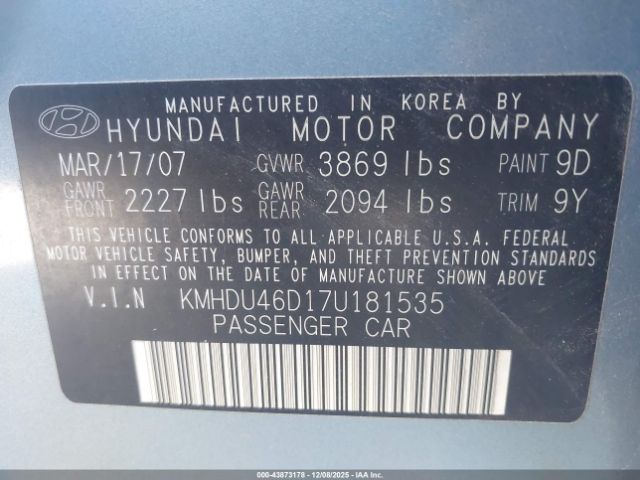 MANUFACTURED IN KOREA BY
HYUNDAI MOTOR COMPANY
MAR/17/07 GVWR 3869 lbs PAINT 9D
GAWR FRONT 2227 lbs GAWR REAR 2094 lbs TRIM 9Y
THIS VEHICLE CONFORMS TO ALL APPLICABLE U.S.A. FEDERAL
MOTOR VEHICLE SAFETY, BUMPER, AND THEFT PREVENTION STANDARDS
IN EFFECT ON THE DATE OF MANUFACTURE SHOWN ABOVE
V.I.N KMHDU46D17U181535
PASSENGER CAR
000-43873178 - 12/08/2025 - IAAI.COM